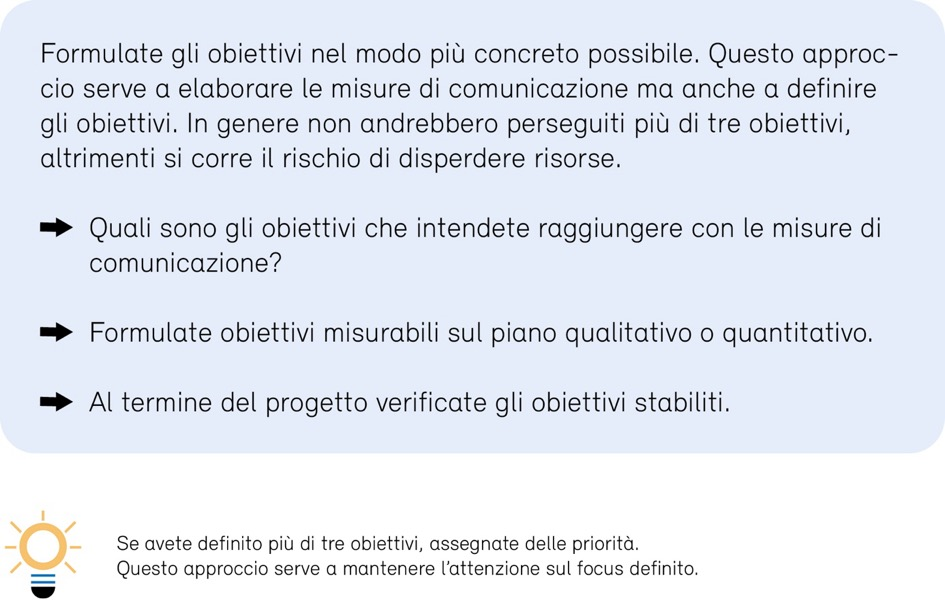 Formulate gli obiettivi nel modo più concreto possibile. Questo approc-
cio serve a elaborare le misure di comunicazione ma anche a definire
gli obiettivi. In genere non andrebbero perseguiti più di tre obiettivi,
altrimenti si corre il rischio di disperdere risorse.
Quali sono gli obiettivi che intendete raggiungere con le misure di
comunicazione?
Formulate obiettivi misurabili sul piano qualitativo o quantitativo.
Al termine del progetto verificate gli obiettivi stabiliti.
Se avete definito più di tre obiettivi, assegnate delle priorità.
Questo approccio serve a mantenere l'attenzione sul focus definito.